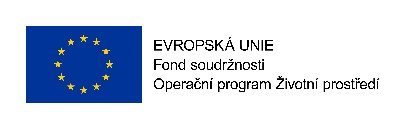 EVROPSKÁ UNIE
Fond soudržnosti
Operační program Životní prostředí